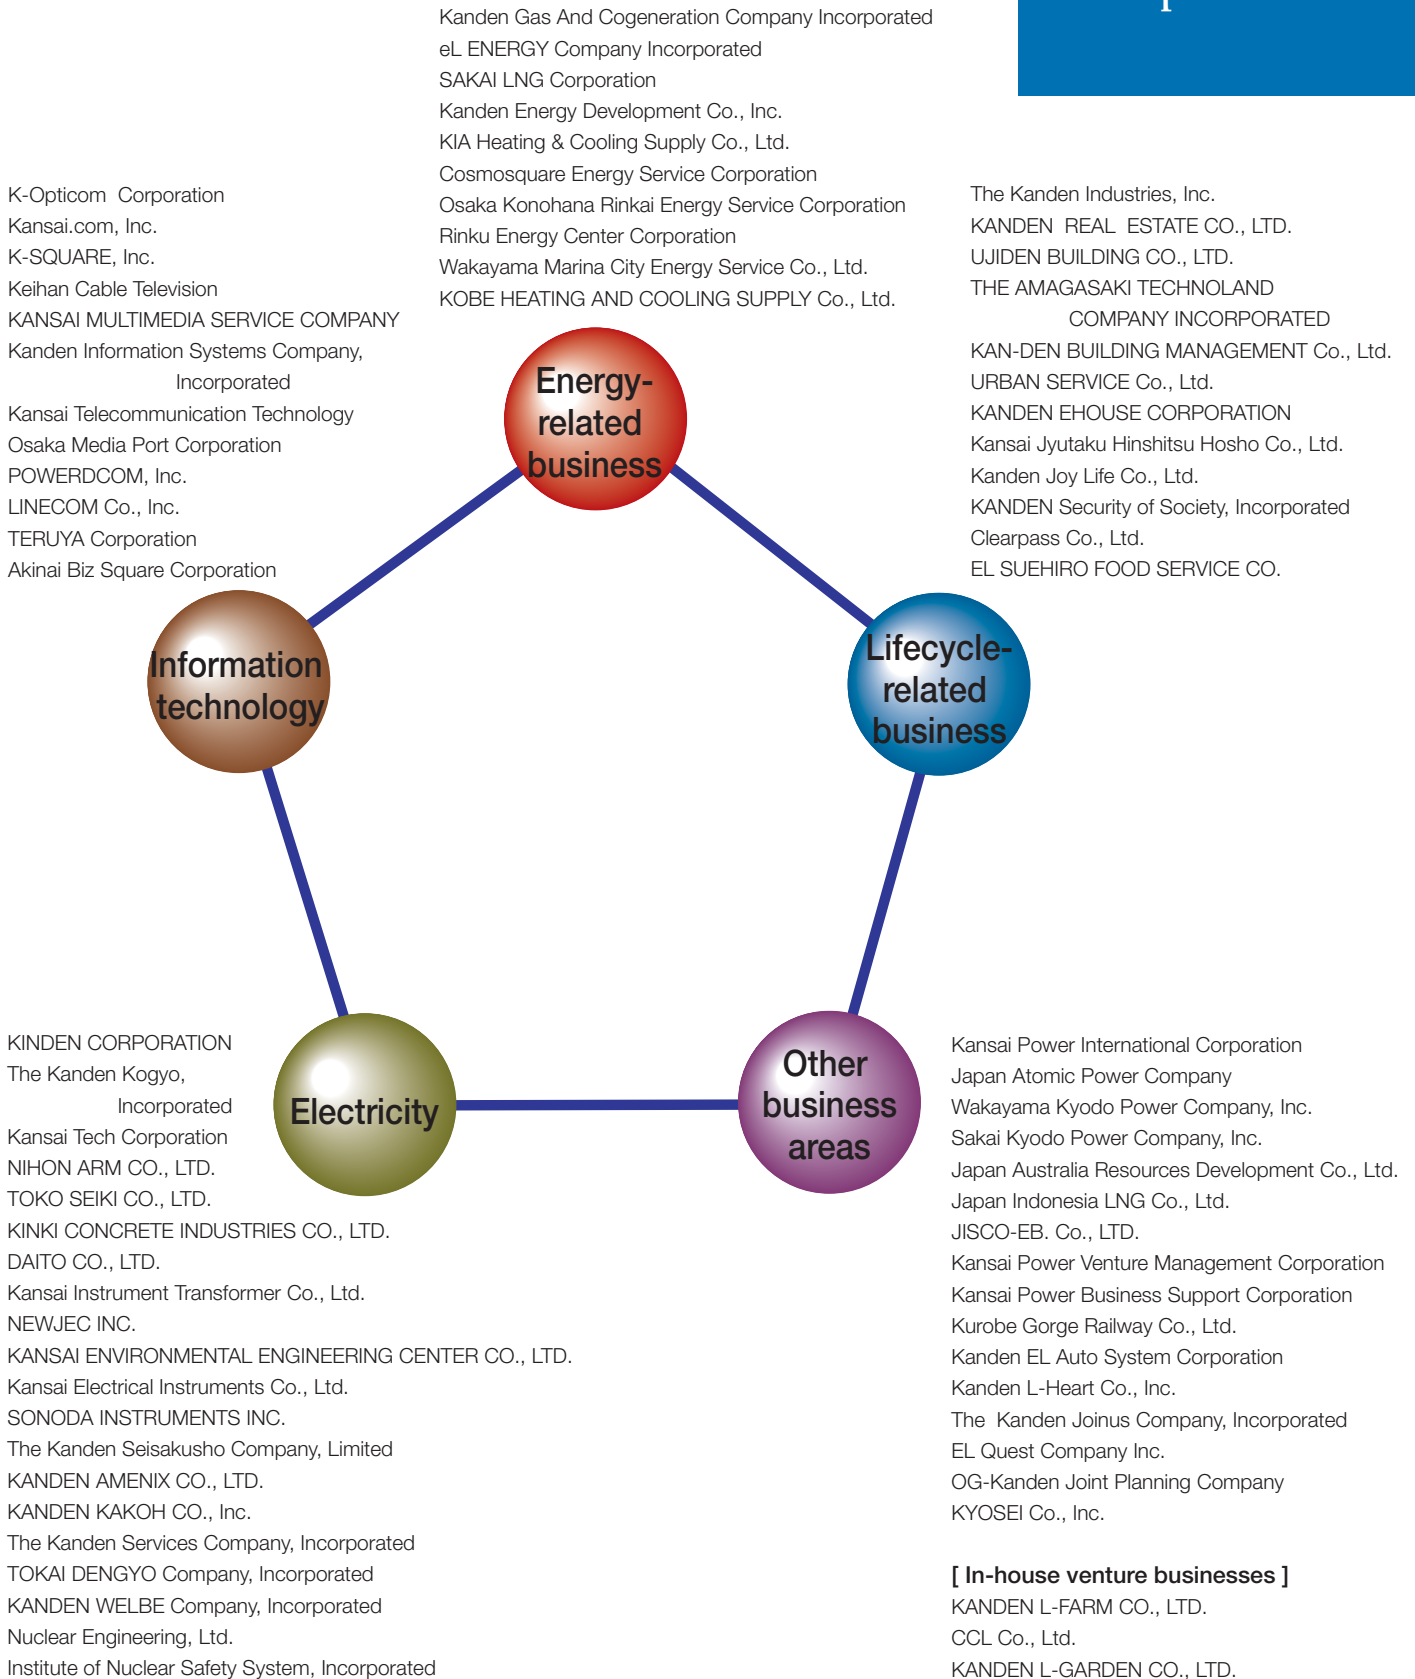 Kanden Gas And Cogeneration Company Incorporated
eL ENERGY Company Incorporated
SAKAI LNG Corporation
Kanden Energy Development Co., Inc.
KIA Heating & Cooling Supply Co., Ltd.
Cosmosquare Energy Service Corporation
Osaka Konohana Rinkai Energy Service Corporation
Rinku Energy Center Corporation
Wakayama Marina City Energy Service Co., Ltd.
KOBE HEATING AND COOLING SUPPLY Co., Ltd.
K-Opticom Corporation
Kansai.com, Inc.
K-SQUARE, Inc.
Keihan Cable Television
KANSAI MULTIMEDIA SERVICE COMPANY
Kanden Information Systems Company,
Incorporated
Kansai Telecommunication Technology
Osaka Media Port Corporation
POWERDCOM, Inc.
LINECOM Co., Inc.
TERUYA Corporation
Akinai Biz Square Corporation
The Kanden Industries, Inc.
KANDEN REAL ESTATE CO., LTD.
UJIDEN BUILDING CO., LTD.
THE AMAGASAKI TECHNOLAND
COMPANY INCORPORATED
KAN-DEN BUILDING MANAGEMENT Co., Ltd.
URBAN SERVICE Co., Ltd.
KANDEN EHOUSE CORPORATION
Kansai Jyutaku Hinshitsu Hosho Co., Ltd.
Kanden Joy Life Co., Ltd.
KANDEN Security of Society, Incorporated
Clearpass Co., Ltd.
EL SUEHIRO FOOD SERVICE CO.
Energy-
related
business
Information
technology
Lifecycle-
related
business
Electricity
Other
business
areas
KINDEN CORPORATION
The Kanden Kogyo,
Incorporated
Kansai Tech Corporation
NIHON ARM CO., LTD.
TOKO SEIKI CO., LTD.
KINKI CONCRETE INDUSTRIES CO., LTD.
DAITO CO., LTD.
Kansai Instrument Transformer Co., Ltd.
NEWJEC INC.
KANSAI ENVIRONMENTAL ENGINEERING CENTER CO., LTD.
Kansai Electrical Instruments Co., Ltd.
SONODA INSTRUMENTS INC.
The Kanden Seisakusho Company, Limited
KANDEN AMENIX CO., LTD.
KANDEN KAKOH CO., Inc.
The Kanden Services Company, Incorporated
TOKAI DENGYO Company, Incorporated
KANDEN WELBE Company, Incorporated
Nuclear Engineering, Ltd.
Institute of Nuclear Safety System, Incorporated
Kansai Power International Corporation
Japan Atomic Power Company
Wakayama Kyodo Power Company, Inc.
Sakai Kyodo Power Company, Inc.
Japan Australia Resources Development Co., Ltd.
Japan Indonesia LNG Co., Ltd.
JISCO-EB. Co., LTD.
Kansai Power Venture Management Corporation
Kansai Power Business Support Corporation
Kurobe Gorge Railway Co., Ltd.
Kanden EL Auto System Corporation
Kanden L-Heart Co., Inc.
The Kanden Joinus Company, Incorporated
EL Quest Company Inc.
OG-Kanden Joint Planning Company
KYOSEI Co., Inc.
[ In-house venture businesses ]
KANDEN L-FARM CO., LTD.
CCL Co., Ltd.
KANDEN L-GARDEN CO., LTD.